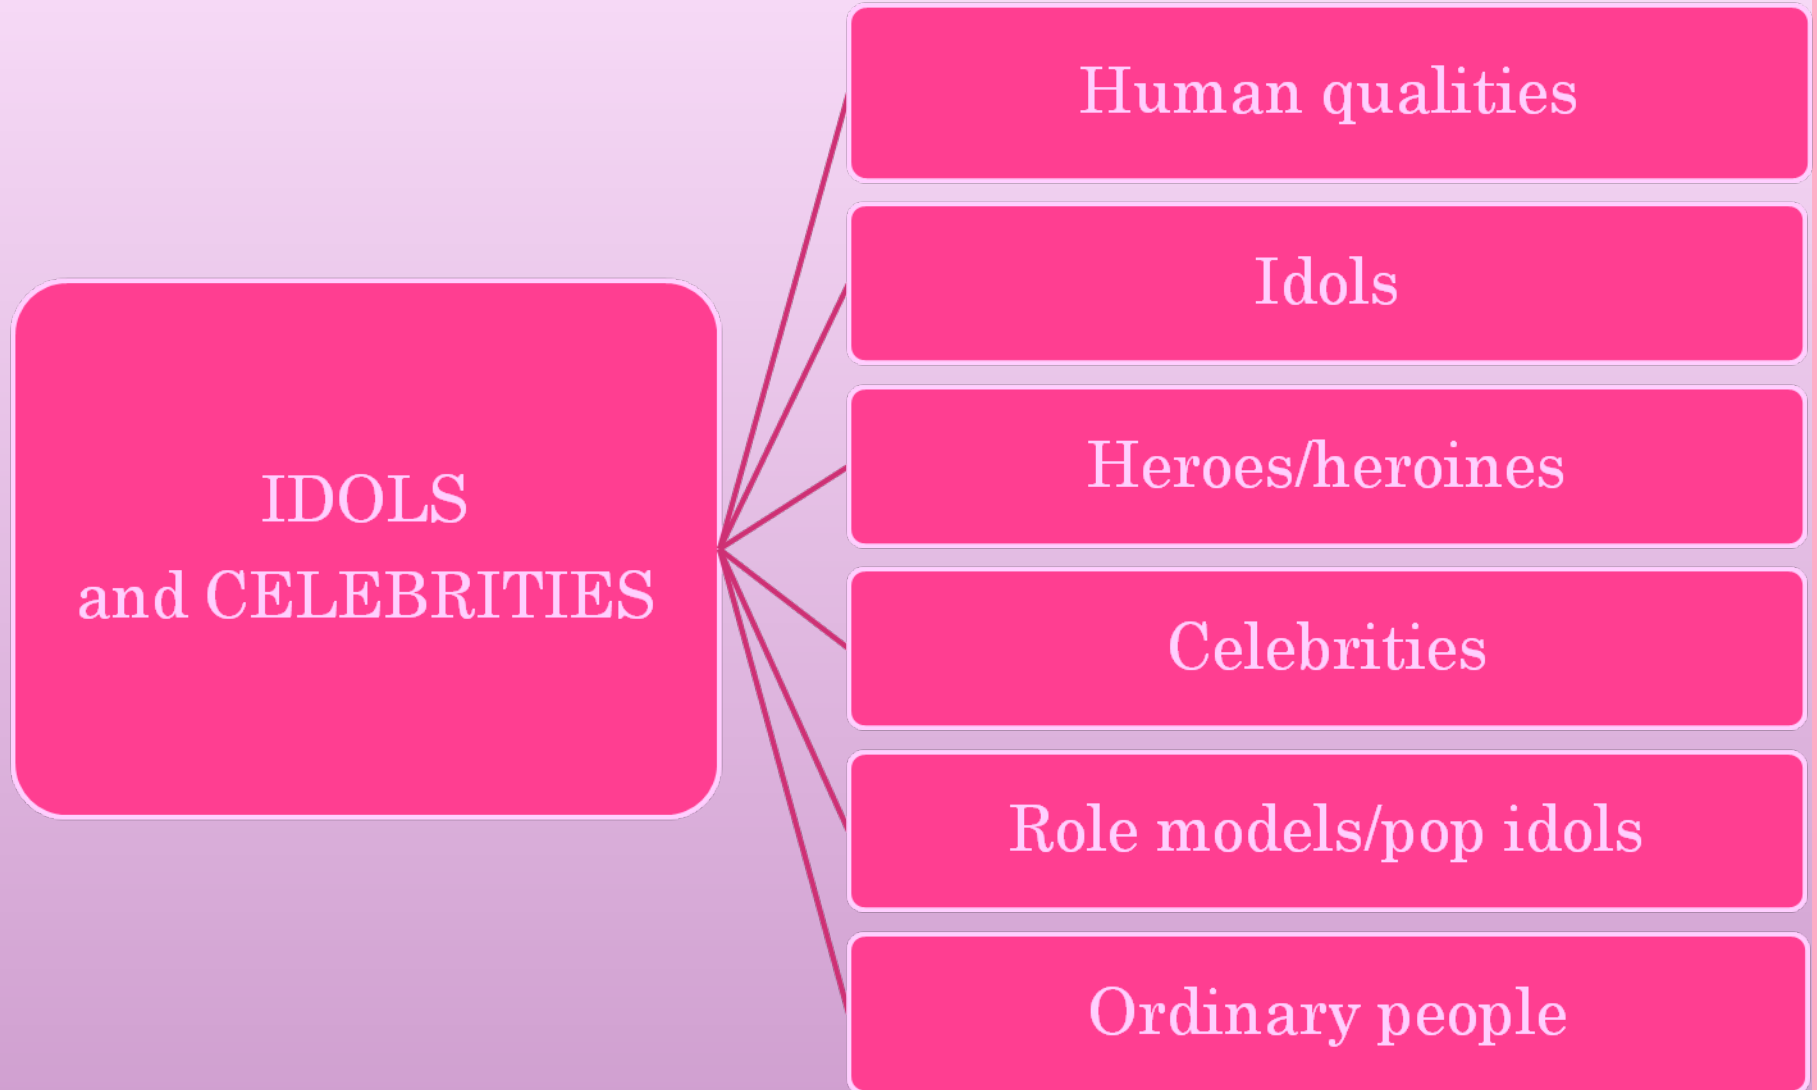 IDOLS
and CELEBRITIES
Human qualities
Idols
Heroes/heroines
Celebrities
Role models/pop idols
Ordinary people